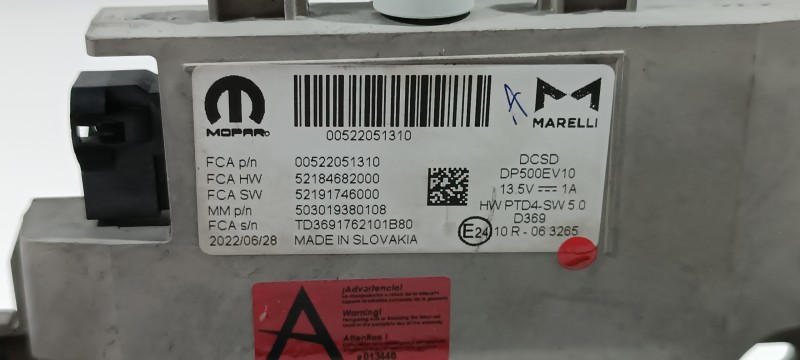 MOPAR
00522051310
MARELLI
FCA p/n 00522051310
FCA HW 52184682000
FCA SW 52191746000
MM p/n 503019380108
FCA s/n TD3691762101B80
2022/06/28 MADE IN SLOVAKIA
DCSD
DP500EV10
13.5V 1A
HW PTD4-SW 5.0
D369
E24 10 R - 06 3265
A
¡Advertencia!
Warning!
Attention !